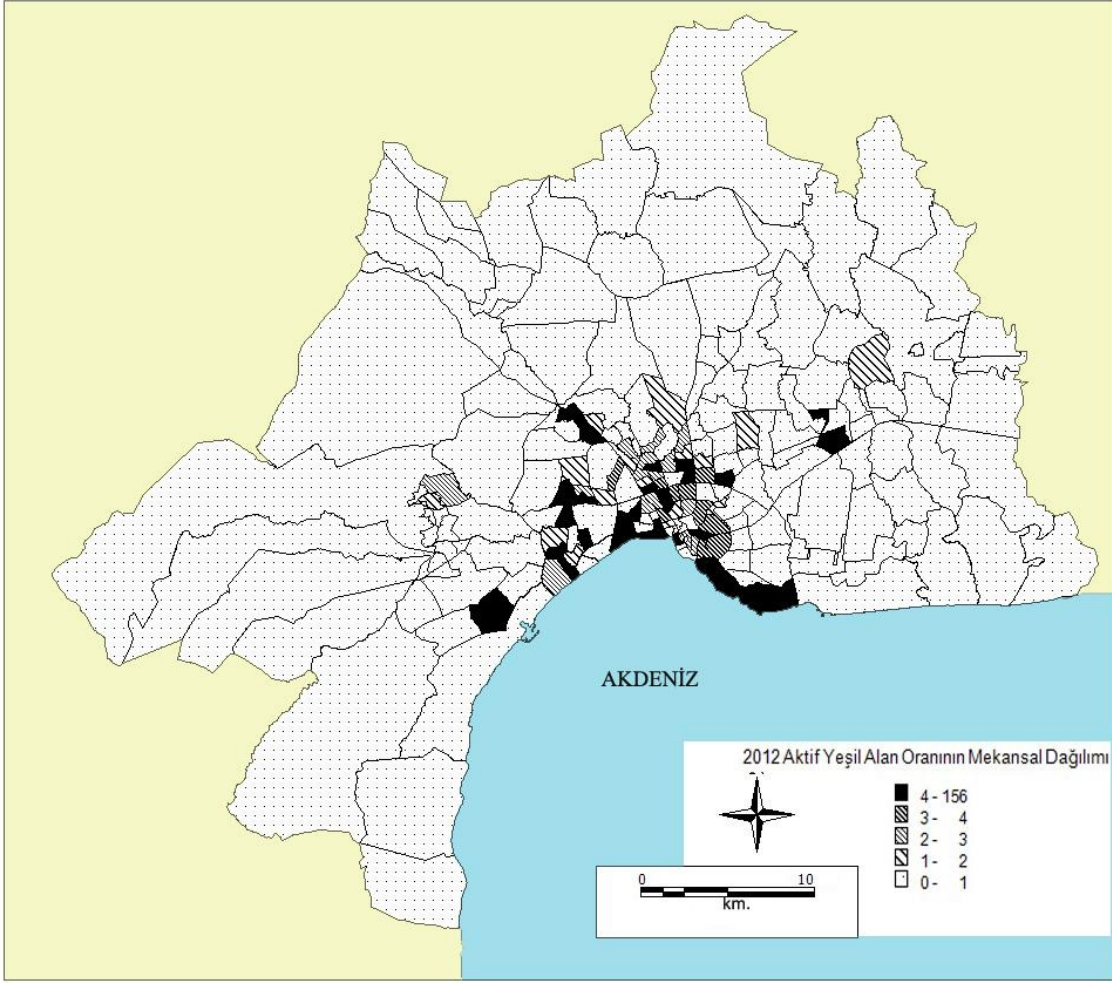 AKDENİZ
2012 Aktif Yeşil Alan Oranının Mekansal Dağılımı
4 - 156
3 - 4
2 - 3
1 - 2
0 - 1
0 10
km.